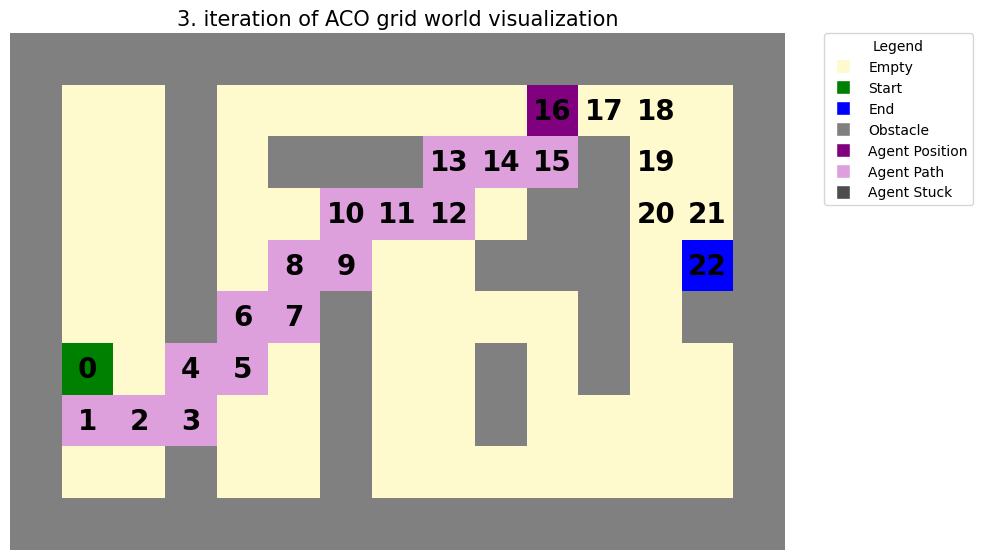 3. iteration of ACO grid world visualization
Legend
Empty
Start
End
Obstacle
Agent Position
Agent Path
Agent Stuck
16 17 18
13 14 15 19
10 11 12 20 21
8 9 22
6 7
0 4 5
1 2 3